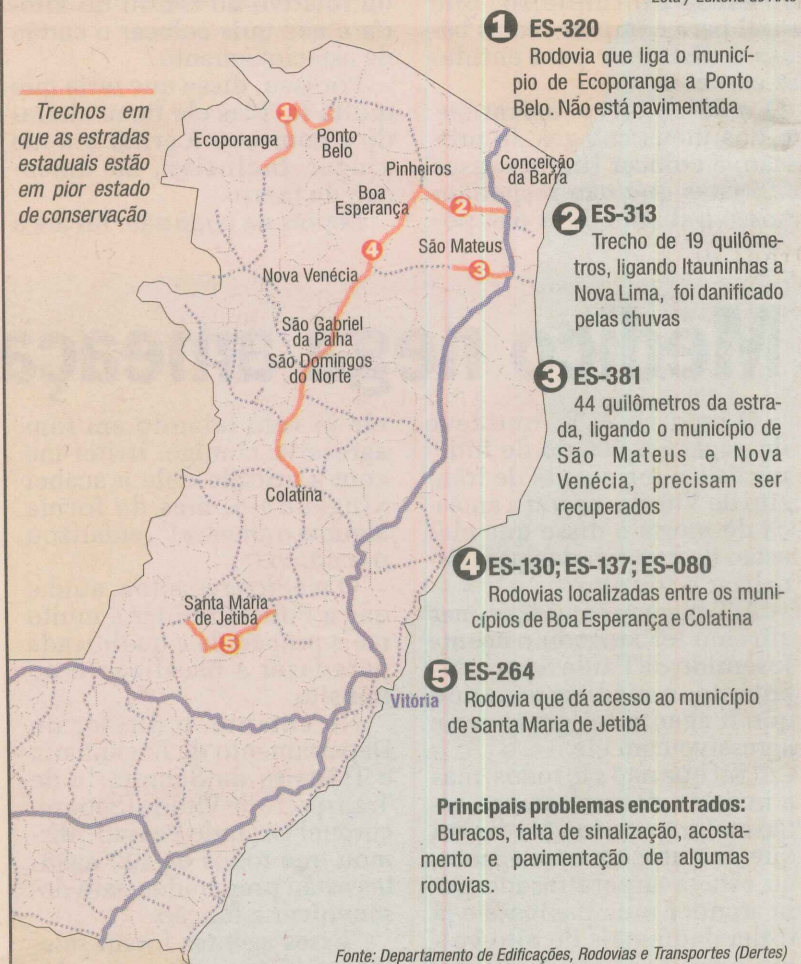 1 ES-320
Rodovia que liga o municí-
pio de Ecoporanga a Ponto
Belo. Não está pavimentada
Trechos em
que as estradas
estaduais estão
em pior estado
de conservação
1
Ecoporanga
Ponto
Belo
Pinheiros
Conceição
da Barra
Boa
Esperança
2
4
São Mateus
3
Nova Venécia
São Gabriel
da Palha
São Domingos
do Norte
Colatina
Santa Maria
de Jetibá
5
Vitória
2 ES-313
Trecho de 19 quilôme-
tros, ligando Itauninhas a
Nova Lima, foi danificado
pelas chuvas
3 ES-381
44 quilômetros da estra-
da, ligando o município de
São Mateus e Nova
Venécia, precisam ser
recuperados
4 ES-130; ES-137; ES-080
Rodovias localizadas entre os muni-
cípios de Boa Esperança e Colatina
5 ES-264
Rodovia que dá acesso ao município
de Santa Maria de Jetibá
Principais problemas encontrados:
Buracos, falta de sinalização, acosta-
mento e pavimentação de algumas
rodovias.
Fonte: Departamento de Edificações, Rodovias e Transportes (Dertes)